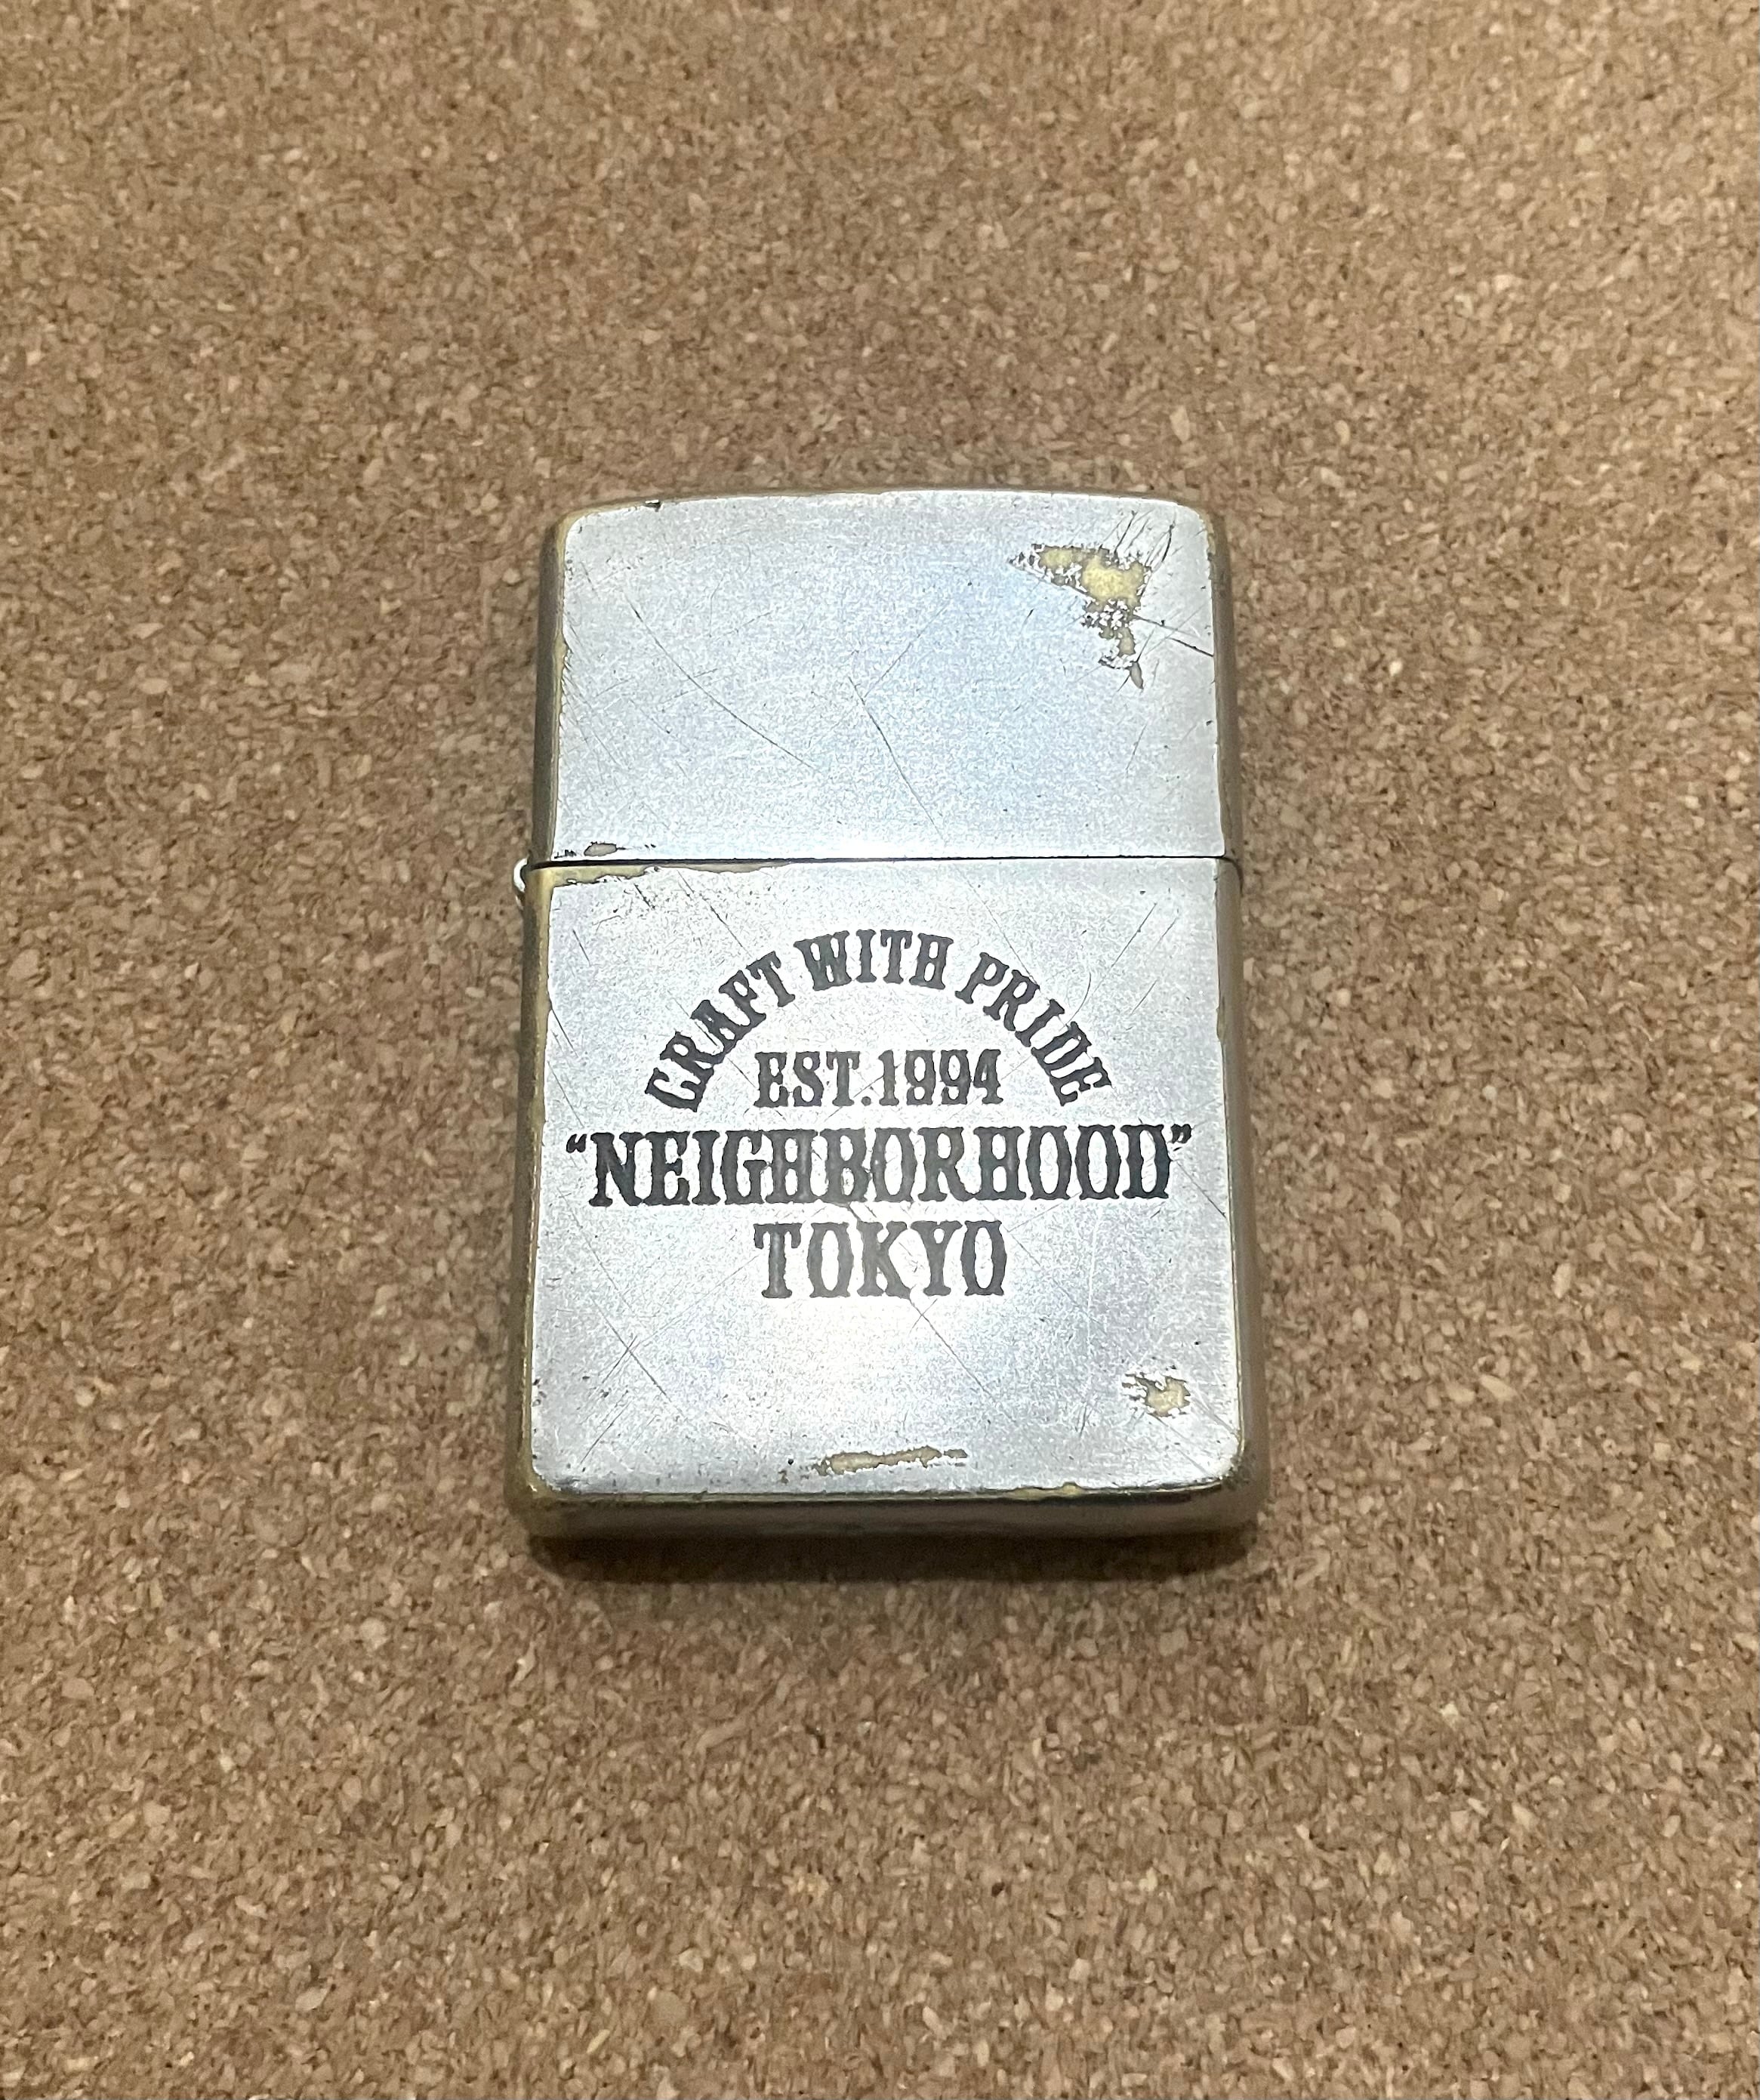 CRAFT WITH PRIDE
EST.1994
“NEIGHBORHOOD”
TOKYO